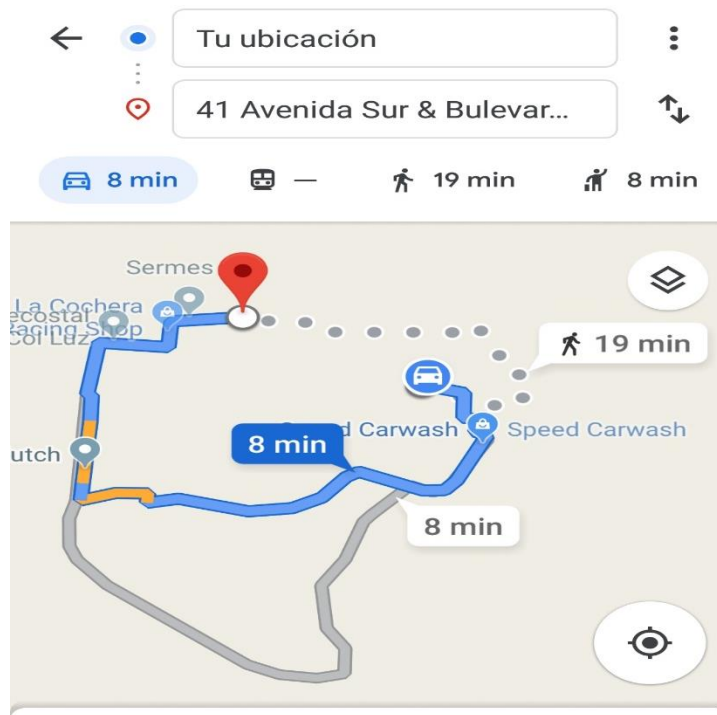 Tu ubicación
41 Avenida Sur & Bulevar...
8 min
—
19 min
8 min
Sermes
La Cochera
Racing Shop
ecostal
Col Luz
19 min
Carwash
Speed Carwash
8 min
utch
8 min